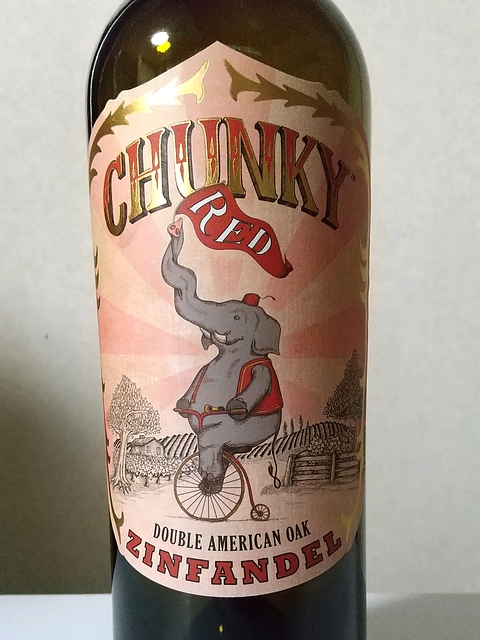 CHUNKY
RED
DOUBLE AMERICAN OAK
ZINFANDEL